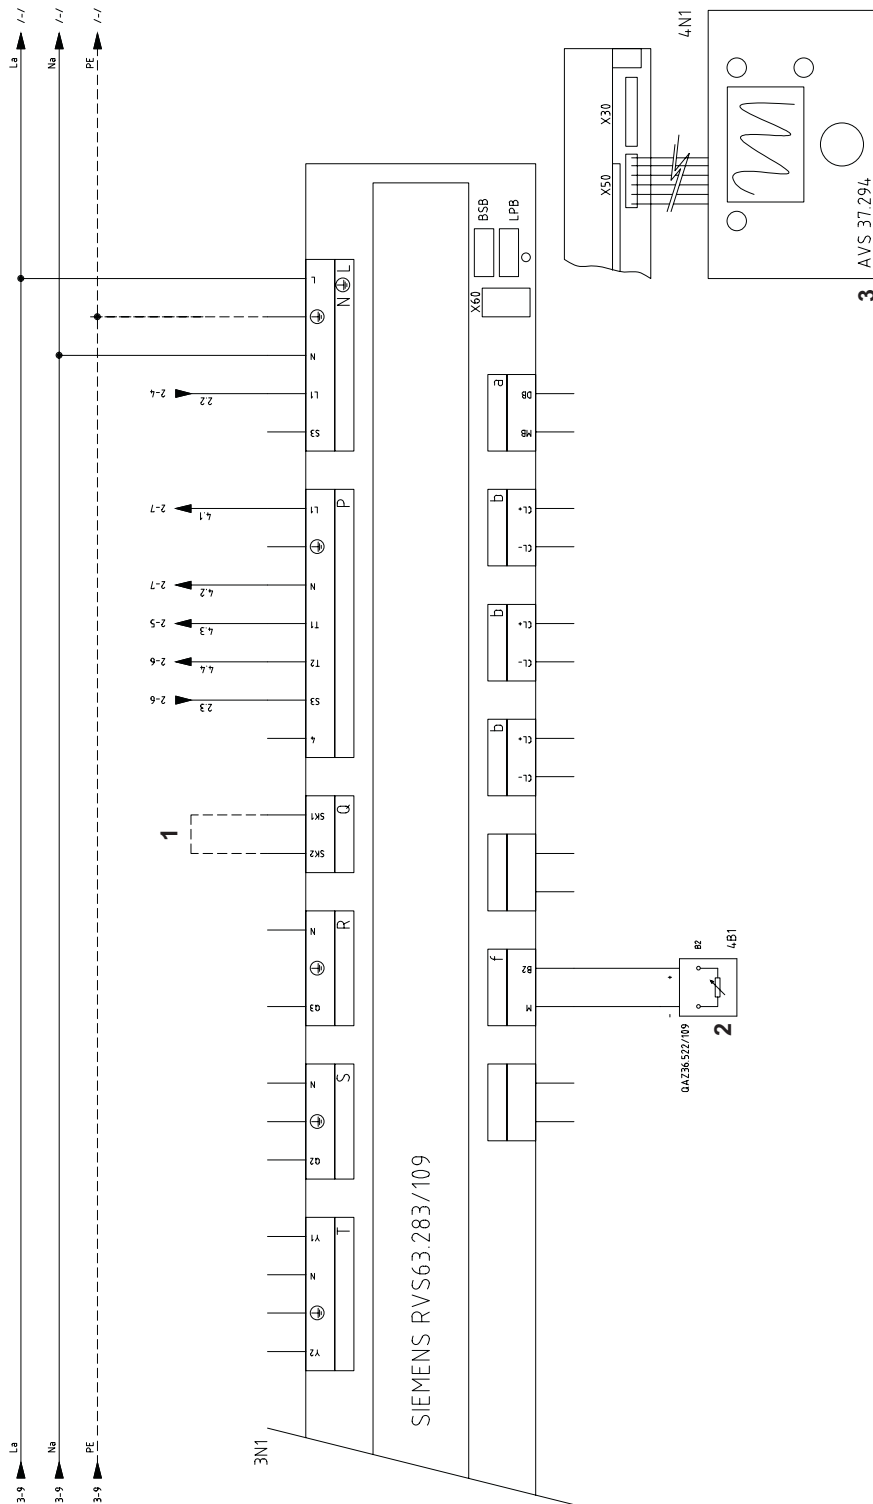 3-9 La La /-/
3-9 Na Na /-/
3-9 PE PE /-/
2-4
2.2
2-7
4.1
2-7
4.2
2-5
4.3
2-6
4.4
2-6
2.3
1
3N1
Y2
N
Y1
T
Q2
N
S
Q3
N
R
SK2
SK1
Q
4
S3
T2
T1
N
L1
P
S3
L1
N
L
N
L
SIEMENS RVS63.283/109
X60
BSB
LPB
f
M
B2
b
CL-
CL+
b
CL-
CL+
b
CL-
CL+
a
MB
DB
QAZ36.522/109
-
+
B2
4B1
2
X50
X30
4N1
AVS 37.294
3